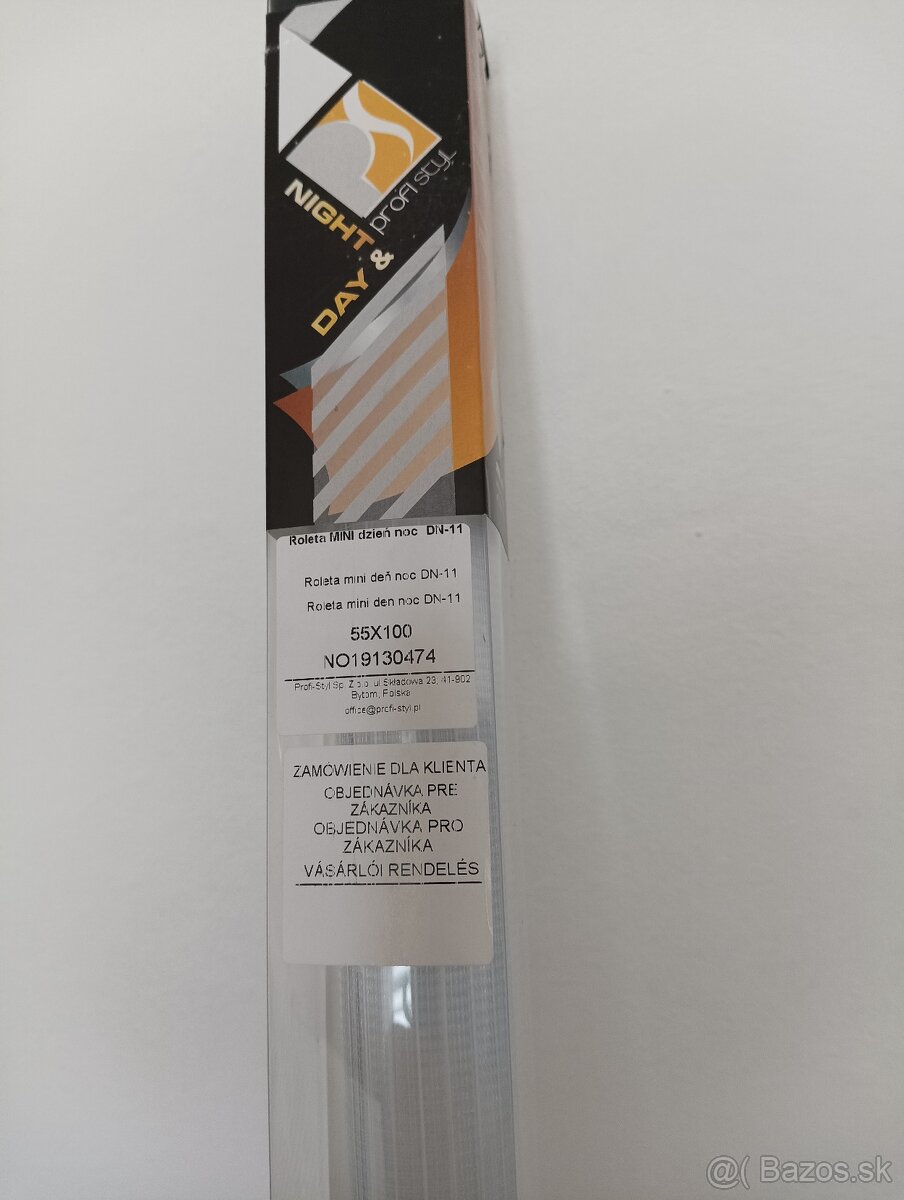 NIGHT
& DAY
profi styl
Roleta MINI dzień noc DN-11
Roleta mini deň noc DN-11
Roleta mini den noc DN-11
55X100
NO19130474
Profi-Styl Sp. Z o.o. ul Składowa 23, 41-902
Bytom, Polska
office@profi-styl.pl
ZAMÓWIENIE DLA KLIENTA
OBJEDNÁVKA PRE
ZÁKAZNÍKA
OBJEDNÁVKA PRO
ZÁKAZNÍKA
VÁSÁRLÓI RENDELÉS
@( Bazos.sk